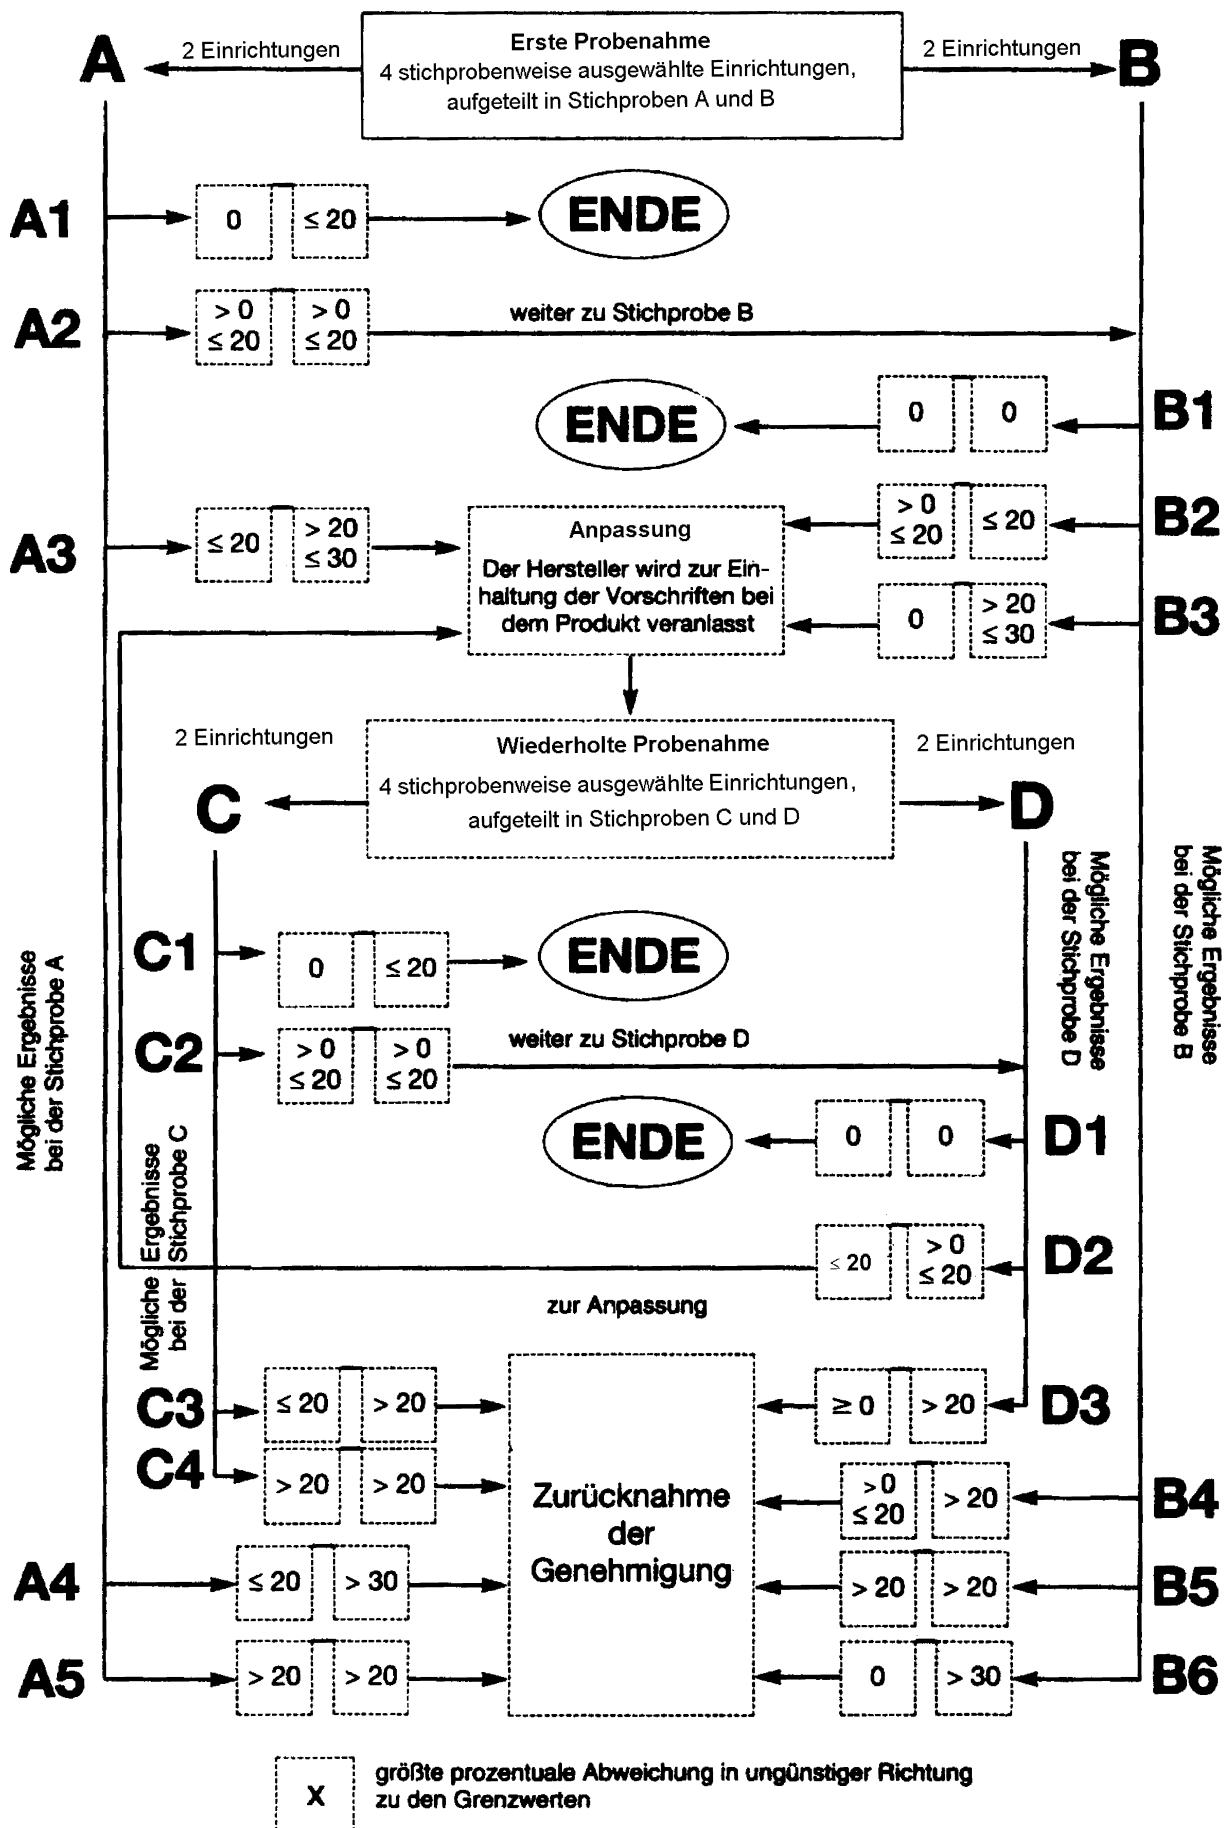 A
2 Einrichtungen
Erste Probenahme
4 stichprobenweise ausgewählte Einrichtungen,
aufgeteilt in Stichproben A und B
2 Einrichtungen
B
A1
0
≤ 20
ENDE
A2
> 0
≤ 20
> 0
≤ 20
weiter zu Stichprobe B
ENDE
0
0
B1
A3
≤ 20
> 20
≤ 30
Anpassung
Der Hersteller wird zur Ein-
haltung der Vorschriften bei
dem Produkt veranlasst
> 0
≤ 20
≤ 20
B2
0
> 20
≤ 30
B3
2 Einrichtungen
Wiederholte Probenahme
4 stichprobenweise ausgewählte Einrichtungen,
aufgeteilt in Stichproben C und D
2 Einrichtungen
C
D
Mögliche Ergebnisse
bei der Stichprobe A
Mögliche Ergebnisse
bei der Stichprobe C
Mögliche Ergebnisse
bei der Stichprobe D
Mögliche Ergebnisse
bei der Stichprobe B
C1
0
≤ 20
ENDE
C2
> 0
≤ 20
> 0
≤ 20
weiter zu Stichprobe D
ENDE
0
0
D1
≤ 20
> 0
≤ 20
D2
zur Anpassung
C3
≤ 20
> 20
≥ 0
> 20
D3
C4
> 20
> 20
Zurücknahme
der
Genehmigung
> 0
≤ 20
> 20
B4
A4
≤ 20
> 30
> 20
> 20
B5
A5
> 20
> 20
0
> 30
B6
X
größte prozentuale Abweichung in ungünstiger Richtung
zu den Grenzwerten